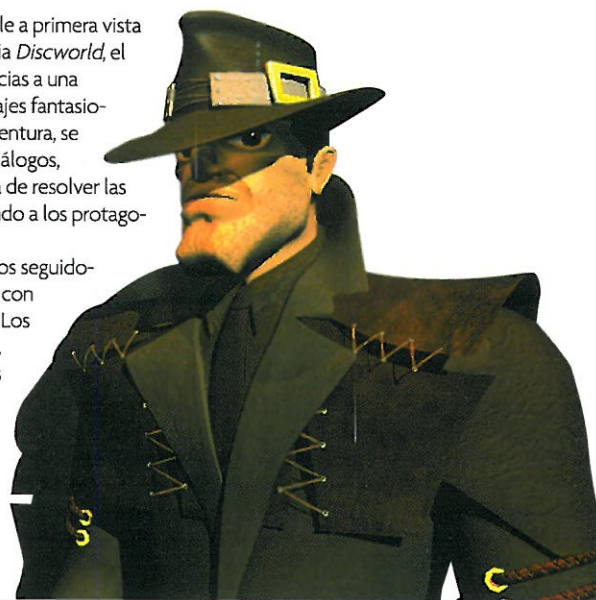 le a primera vista
ia Discworld, el
cias a una
ajes fantasio-
entura, se
álogos,
de resolver las
ndo a los protago-
os seguido-
con
Los